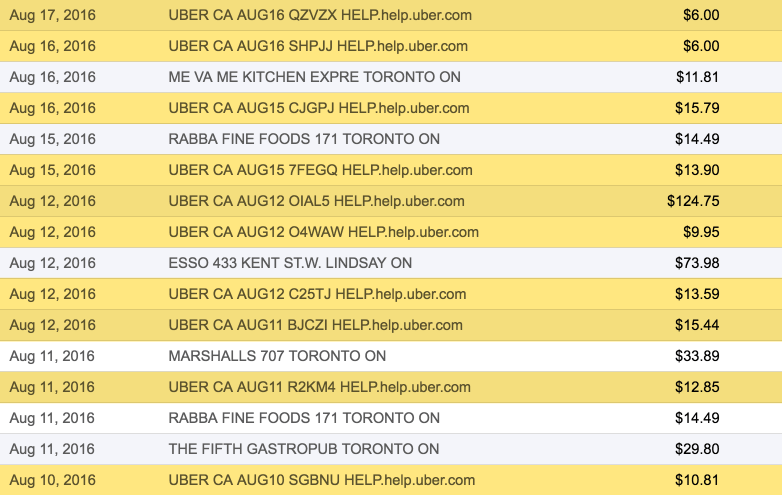 Aug 17, 2016 UBER CA AUG16 QZVZX HELP.help.uber.com $6.00
Aug 16, 2016 UBER CA AUG16 SHPJJ HELP.help.uber.com $6.00
Aug 16, 2016 ME VA ME KITCHEN EXPRE TORONTO ON $11.81
Aug 16, 2016 UBER CA AUG15 CJGPJ HELP.help.uber.com $15.79
Aug 15, 2016 RABBA FINE FOODS 171 TORONTO ON $14.49
Aug 15, 2016 UBER CA AUG15 7FEGQ HELP.help.uber.com $13.90
Aug 12, 2016 UBER CA AUG12 OIAL5 HELP.help.uber.com $124.75
Aug 12, 2016 UBER CA AUG12 O4WAW HELP.help.uber.com $9.95
Aug 12, 2016 ESSO 433 KENT ST.W. LINDSAY ON $73.98
Aug 12, 2016 UBER CA AUG12 C25TJ HELP.help.uber.com $13.59
Aug 12, 2016 UBER CA AUG11 BJCZI HELP.help.uber.com $15.44
Aug 11, 2016 MARSHALLS 707 TORONTO ON $33.89
Aug 11, 2016 UBER CA AUG11 R2KM4 HELP.help.uber.com $12.85
Aug 11, 2016 RABBA FINE FOODS 171 TORONTO ON $14.49
Aug 11, 2016 THE FIFTH GASTROPUB TORONTO ON $29.80
Aug 10, 2016 UBER CA AUG10 SGBNU HELP.help.uber.com $10.81